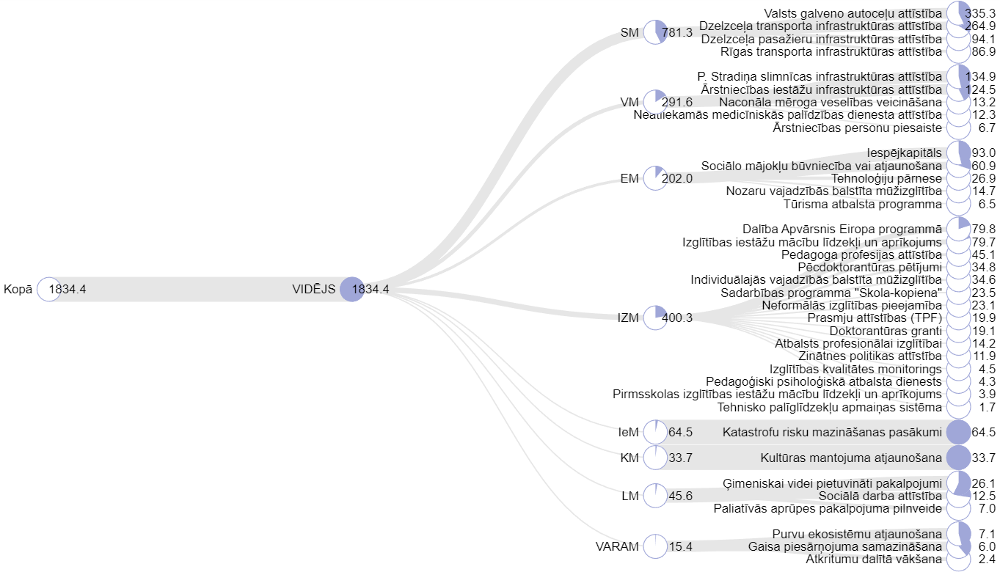 Kopā 1834.4
VIDĒJS 1834.4
SM 781.3
Valsts galveno autoceļu attīstība 335.3
Dzelzceļa transporta infrastruktūras attīstība 264.9
Dzelzceļa pasažieru infrastruktūras attīstība 94.1
Rīgas transporta infrastruktūras attīstība 86.9
VM 291.6
P. Stradiņa slimnīcas infrastruktūras attīstība 134.9
Ārstniecības iestāžu infrastruktūras attīstība 124.5
Naconāla mēroga veselības veicināšana 13.2
Neatliekamās medicīniskās palīdzības dienesta attīstība 12.3
Ārstniecības personu piesaiste 6.7
EM 202.0
Iespējkapitāls 93.0
Sociālo mājokļu būvniecība vai atjaunošana 60.9
Tehnoloģiju pārnese 26.9
Nozaru vajadzībās balstīta mūžizglītība 14.7
Tūrisma atbalsta programma 6.5
IZM 400.3
Dalība Apvārsnis Eiropa programmā 79.8
Izglītības iestāžu mācību līdzekļi un aprīkojums 79.7
Pedagoga profesijas attīstība 45.1
Pēcdoktorantūras pētījumi 34.8
Individuālajās vajadzībās balstīta mūžizglītība 34.6
Sadarbības programma "Skola-kopiena" 23.5
Neformālās izglītības pieejamība 23.1
Prasmju attīstības (TPF) 19.9
Doktorantūras granti 19.1
Atbalsts profesionālai izglītībai 14.2
Zinātnes politikas attīstība 11.9
Izglītības kvalitātes monitorings 4.5
Pedagoģiski psiholoģiskā atbalsta dienests 4.3
Pirmsskolas izglītības iestāžu mācību līdzekļi un aprīkojums 3.9
Tehnisko palīglīdzekļu apmaiņas sistēma 1.7
IeM 64.5
Katastrofu risku mazināšanas pasākumi 64.5
KM 33.7
Kultūras mantojuma atjaunošana 33.7
LM 45.6
Ģimeniskai videi pietuvināti pakalpojumi 26.1
Sociālā darba attīstība 12.5
Paliatīvās aprūpes pakalpojuma pilnveide 7.0
VARAM 15.4
Purvu ekosistēmu atjaunošana 7.1
Gaisa piesārņojuma samazināšana 6.0
Atkritumu dalītā vākšana 2.4